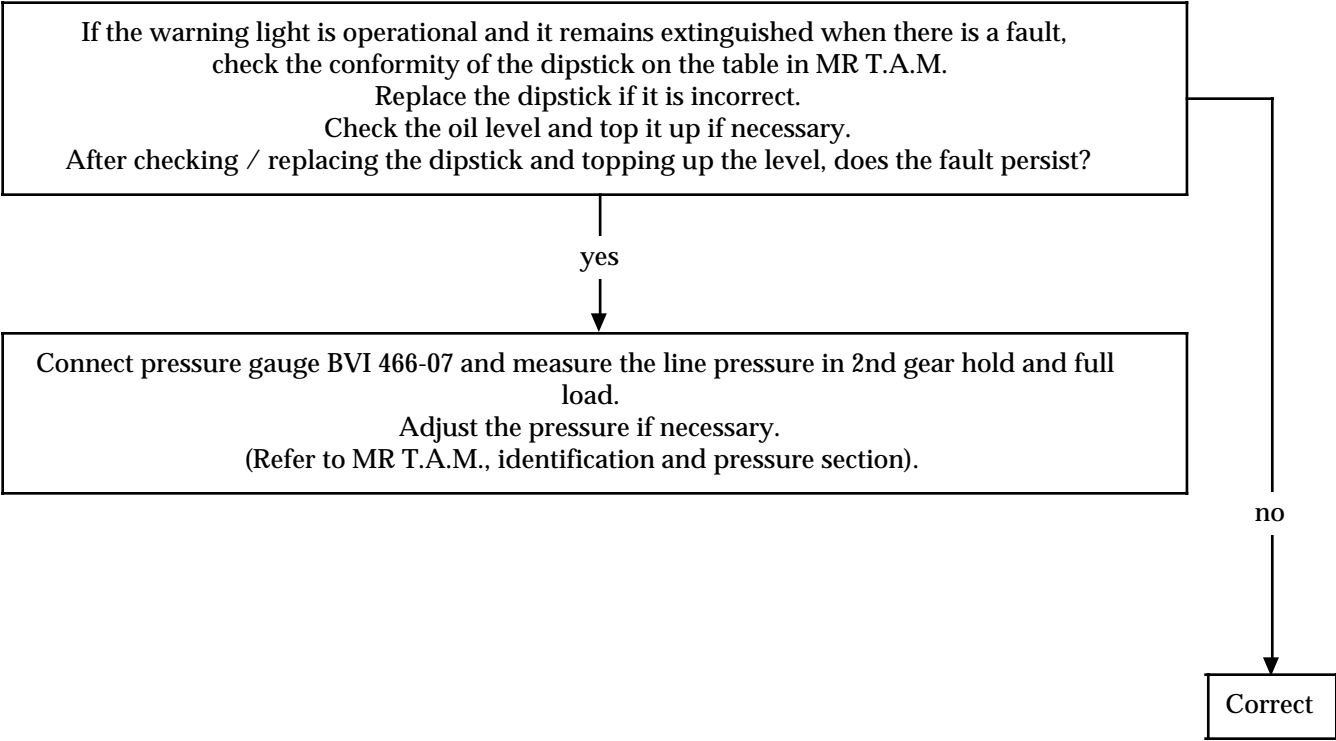 If the warning light is operational and it remains extinguished when there is a fault,
check the conformity of the dipstick on the table in MR T.A.M.
Replace the dipstick if it is incorrect.
Check the oil level and top it up if necessary.
After checking / replacing the dipstick and topping up the level, does the fault persist?
yes
Connect pressure gauge BVI 466-07 and measure the line pressure in 2nd gear hold and full
load.
Adjust the pressure if necessary.
(Refer to MR T.A.M., identification and pressure section).
no
Correct